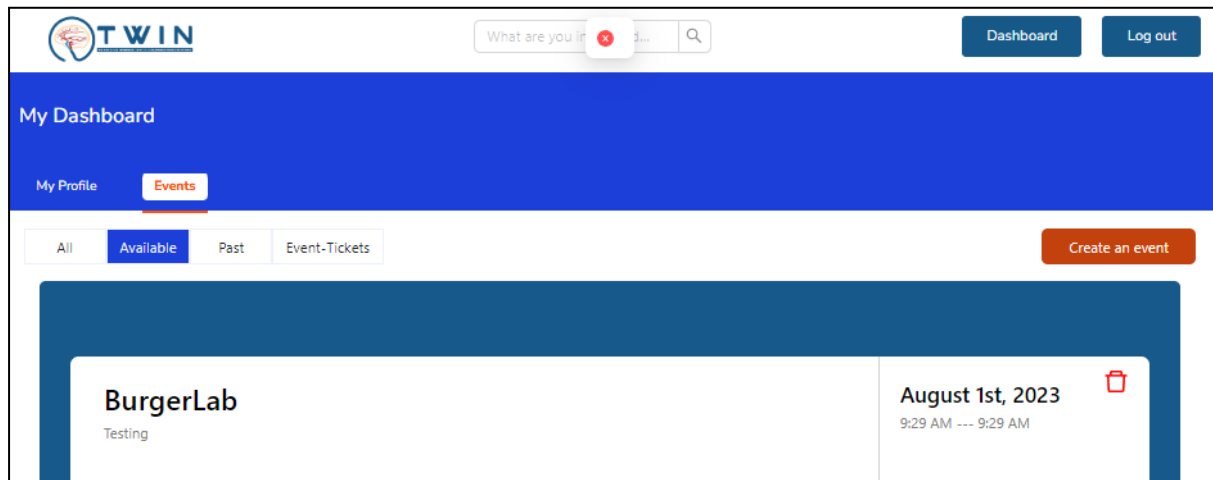 TWIN
What are you in
Dashboard
Log out
My Dashboard
My Profile
Events
All
Available
Past
Event-Tickets
Create an event
BurgerLab
August 1st, 2023
Testing
9:29 AM --- 9:29 AM